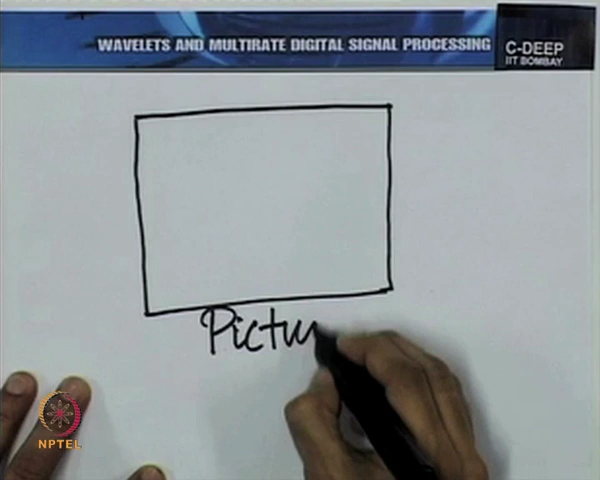 WAVELETS AND MULTIRATE DIGITAL SIGNAL PROCESSING
C-DEEP
IIT BOMBAY
Pictu
NPTEL